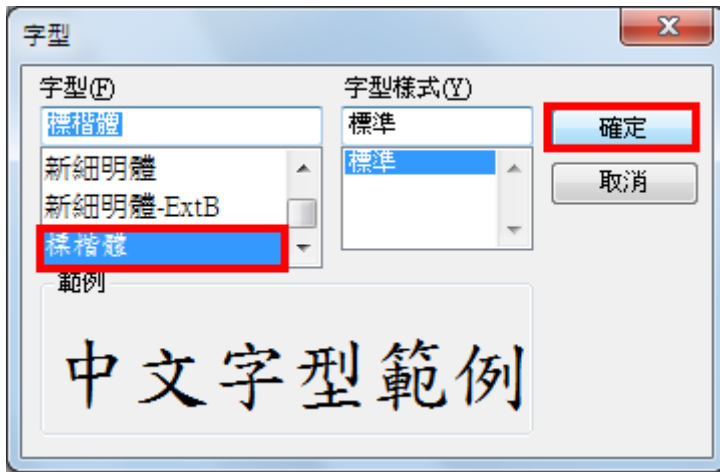 字型
字型(F)
標楷體
新細明體
新細明體-ExtB
標楷體
字型樣式(Y)
標準
標準
確定
取消
範例
中文字型範例